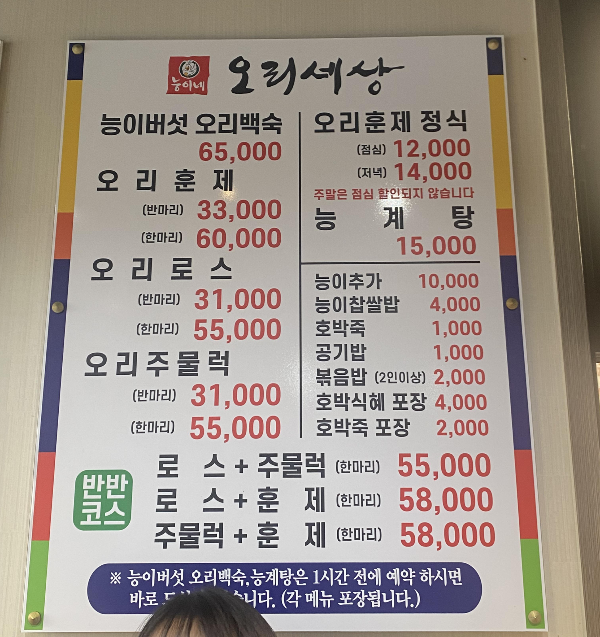 능이네 오리세상
능이버섯 오리백숙
65,000
오리훈제
(반마리) 33,000
(한마리) 60,000
오리로스
(반마리) 31,000
(한마리) 55,000
오리주물럭
(반마리) 31,000
(한마리) 55,000
오리훈제 정식
(점심) 12,000
(저녁) 14,000
주말은 점심 할인되지 않습니다
능계탕
15,000
능이추가 10,000
능이찹쌀밥 4,000
호박죽 1,000
공기밥 1,000
볶음밥 (2인이상) 2,000
호박식혜 포장 4,000
호박죽 포장 2,000
반반
코스
로스+주물럭 (한마리) 55,000
로스+훈제 (한마리) 58,000
주물럭+훈제 (한마리) 58,000
※ 능이버섯 오리백숙,능계탕은 1시간 전에 예약 하시면
바로 습니다. (각 메뉴 포장됩니다.)